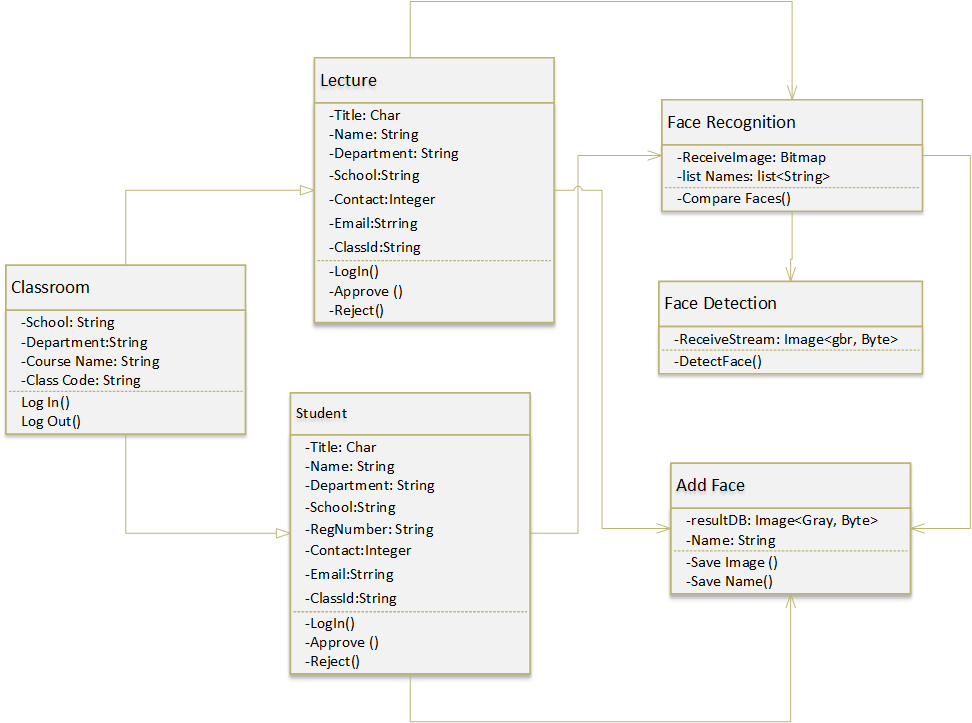 Lecture
-Title: Char
-Name: String
-Department: String
-School:String
-Contact:Integer
-Email:Strring
-ClassId:String
-LogIn()
-Approve ()
-Reject()
Face Recognition
-ReceiveImage: Bitmap
-list Names: list<String>
-Compare Faces()
Classroom
-School: String
-Department:String
-Course Name: String
-Class Code: String
Log In()
Log Out()
Face Detection
-ReceiveStream: Image<gbr, Byte>
-DetectFace()
Student
-Title: Char
-Name: String
-Department: String
-School:String
-RegNumber: String
-Contact:Integer
-Email:Strring
-ClassId:String
-LogIn()
-Approve ()
-Reject()
Add Face
-resultDB: Image<Gray, Byte>
-Name: String
-Save Image ()
-Save Name()